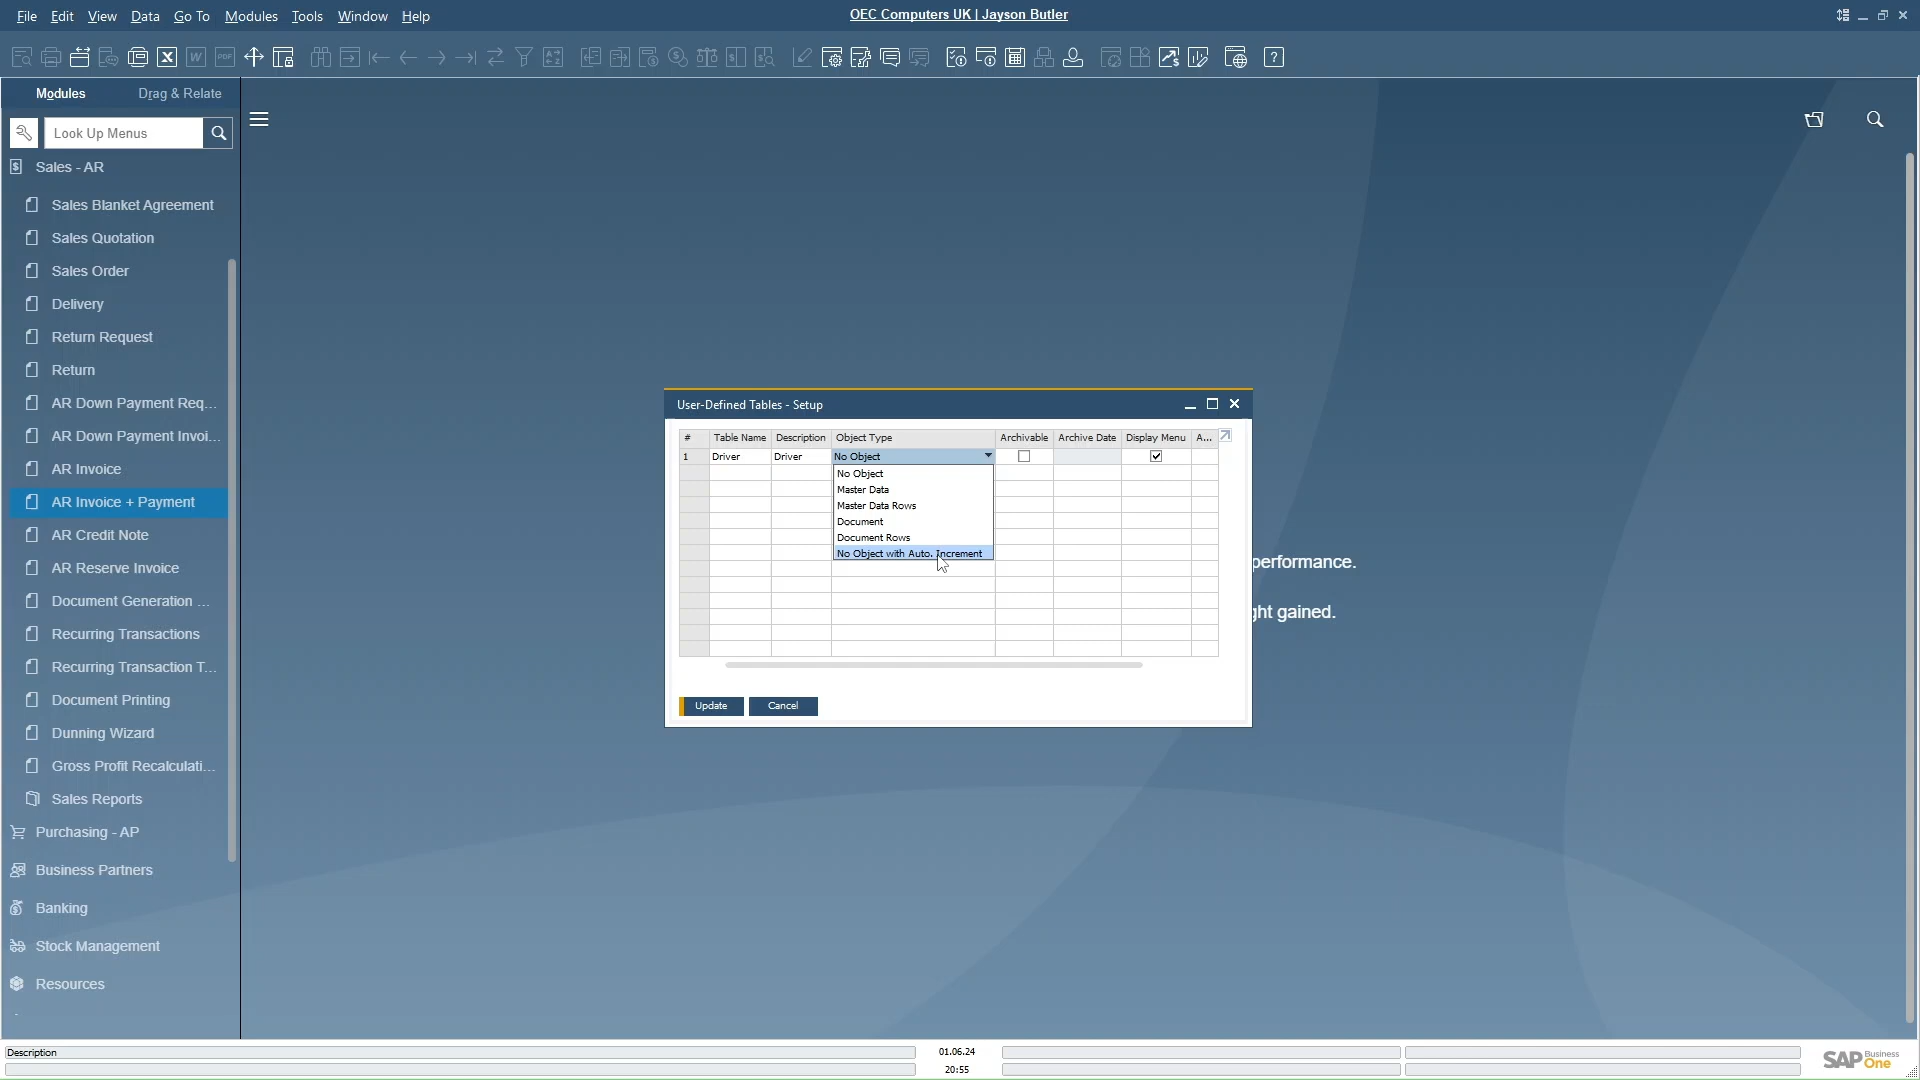 File Edit View Data Go To Modules Tools Window Help
OEC Computers UK | Jayson Butler
Modules Drag & Relate
Look Up Menus
Sales - AR
Sales Blanket Agreement
Sales Quotation
Sales Order
Delivery
Return Request
Return
AR Down Payment Req...
AR Down Payment Invoi...
AR Invoice
AR Invoice + Payment
AR Credit Note
AR Reserve Invoice
Document Generation ...
Recurring Transactions
Recurring Transaction T...
Document Printing
Dunning Wizard
Gross Profit Recalculati...
Sales Reports
Purchasing - AP
Business Partners
Banking
Stock Management
Resources
User-Defined Tables - Setup
# Table Name Description Object Type Archivable Archive Date Display Menu A...
1 Driver Driver No Object
No Object
Master Data
Master Data Rows
Document
Document Rows
No Object with Auto. Increment
Update Cancel
performance.
ght gained.
Description
01.06.24
20:55
SAP Business One